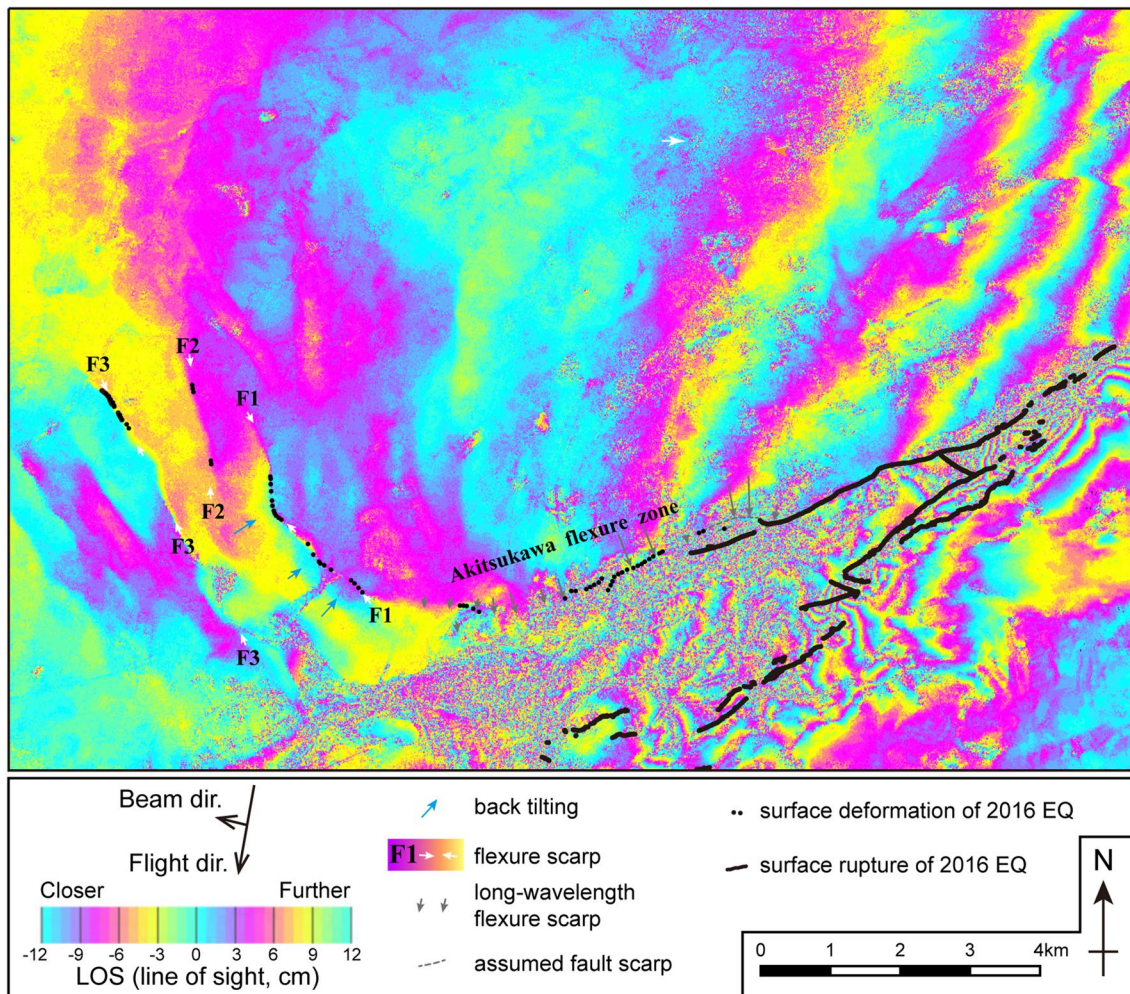 F2
F3
F1
F2
F3
F1
F3
Akitsukawa flexure zone
Beam dir.
Flight dir.
Closer Further
-12 -9 -6 -3 0 3 6 9 12
LOS (line of sight, cm)
back tilting
F1 flexure scarp
long-wavelength
flexure scarp
assumed fault scarp
surface deformation of 2016 EQ
surface rupture of 2016 EQ
N
0 1 2 3 4km